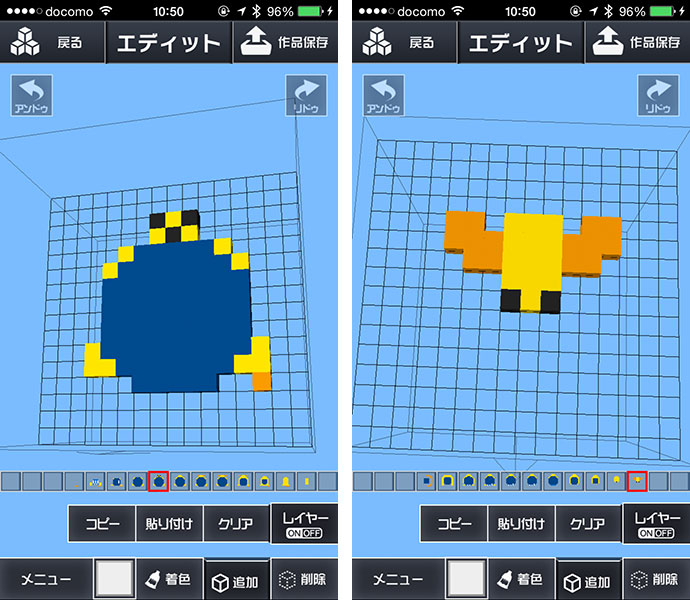 docomo 10:50 96%
戻る エディット 作品保存
アンドゥ リドゥ
コピー 貼り付け クリア レイヤー
ON OFF
メニュー 着色 追加 削除
docomo 10:50 96%
戻る エディット 作品保存
アンドゥ リドゥ
コピー 貼り付け クリア レイヤー
ON OFF
メニュー 着色 追加 削除